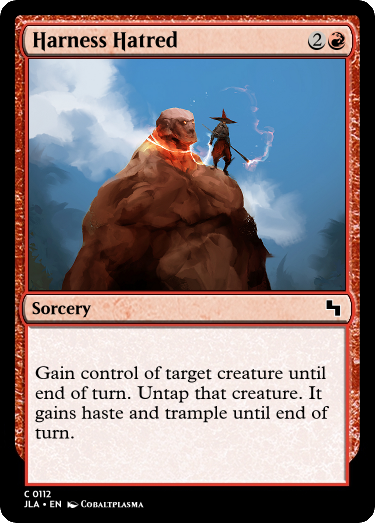 Harness Hatred 2
Sorcery
Gain control of target creature until
end of turn. Untap that creature. It
gains haste and trample until end of
turn.
C 0112
JLA • EN Cobaltplasma